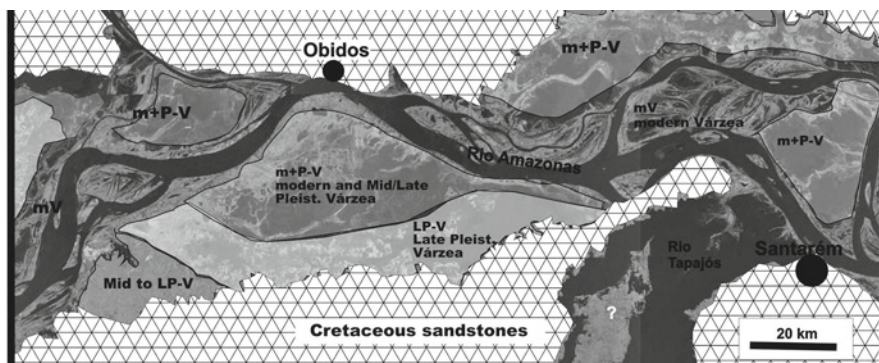 Obidos
m+P-V
m+P-V
mV
modern Várzea
m+P-V
Rio Amazonas
m+P-V
modern and Mid/Late
Pleist. Várzea
mV
LP-V
Late Pleist.
Várzea
Rio
Tapajós
Santarém
Mid to LP-V
?
Cretaceous sandstones
20 km